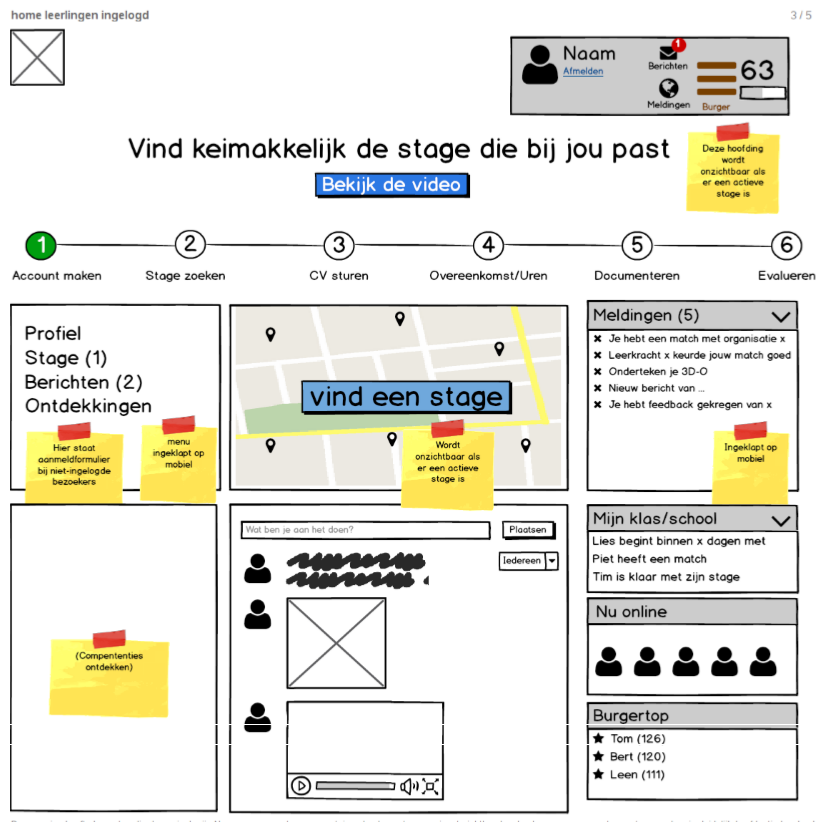 home leerlingen ingelogd
3 / 5
Naam
Afmelden
1
Berichten
Meldingen
Burger
63
Vind keimakkelijk de stage die bij jou past
Bekijk de video
Deze hoofding
wordt
onzichtbaar als
er een actieve
stage is
1
2
3
4
5
6
Account maken
Stage zoeken
CV sturen
Overeenkomst/Uren
Documenteren
Evalueren
Profiel
Stage (1)
Berichten (2)
Ontdekkingen
Hier staat
aanmeldformulier
bij niet-ingelogde
bezoekers
menu
ingeklapt op
mobiel
vind een stage
Wordt
onzichtbaar als
er een actieve
stage is
Meldingen (5)
Je hebt een match met organisatie x
Leerkracht x keurde jouw match goed
Onderteken je 3D-O
Nieuw bericht van ...
Je hebt feedback gekregen van x
Ingeklapt op
mobiel
(Compententies
ontdekken)
Wat ben je aan het doen?
Plaatsen
Iedereen
Mijn klas/school
Lies begint binnen x dagen met
Piet heeft een match
Tim is klaar met zijn stage
Nu online
Burgertop
Tom (126)
Bert (120)
Leen (111)